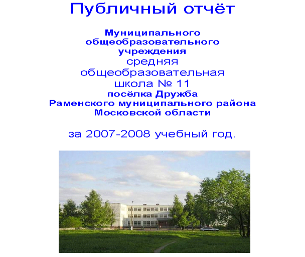 Публичный отчёт
Муниципального
общеобразовательного
учреждения
средняя
общеобразовательная
школа № 11
посёлка Дружба
Раменского муниципального района
Московской области
за 2007-2008 учебный год.